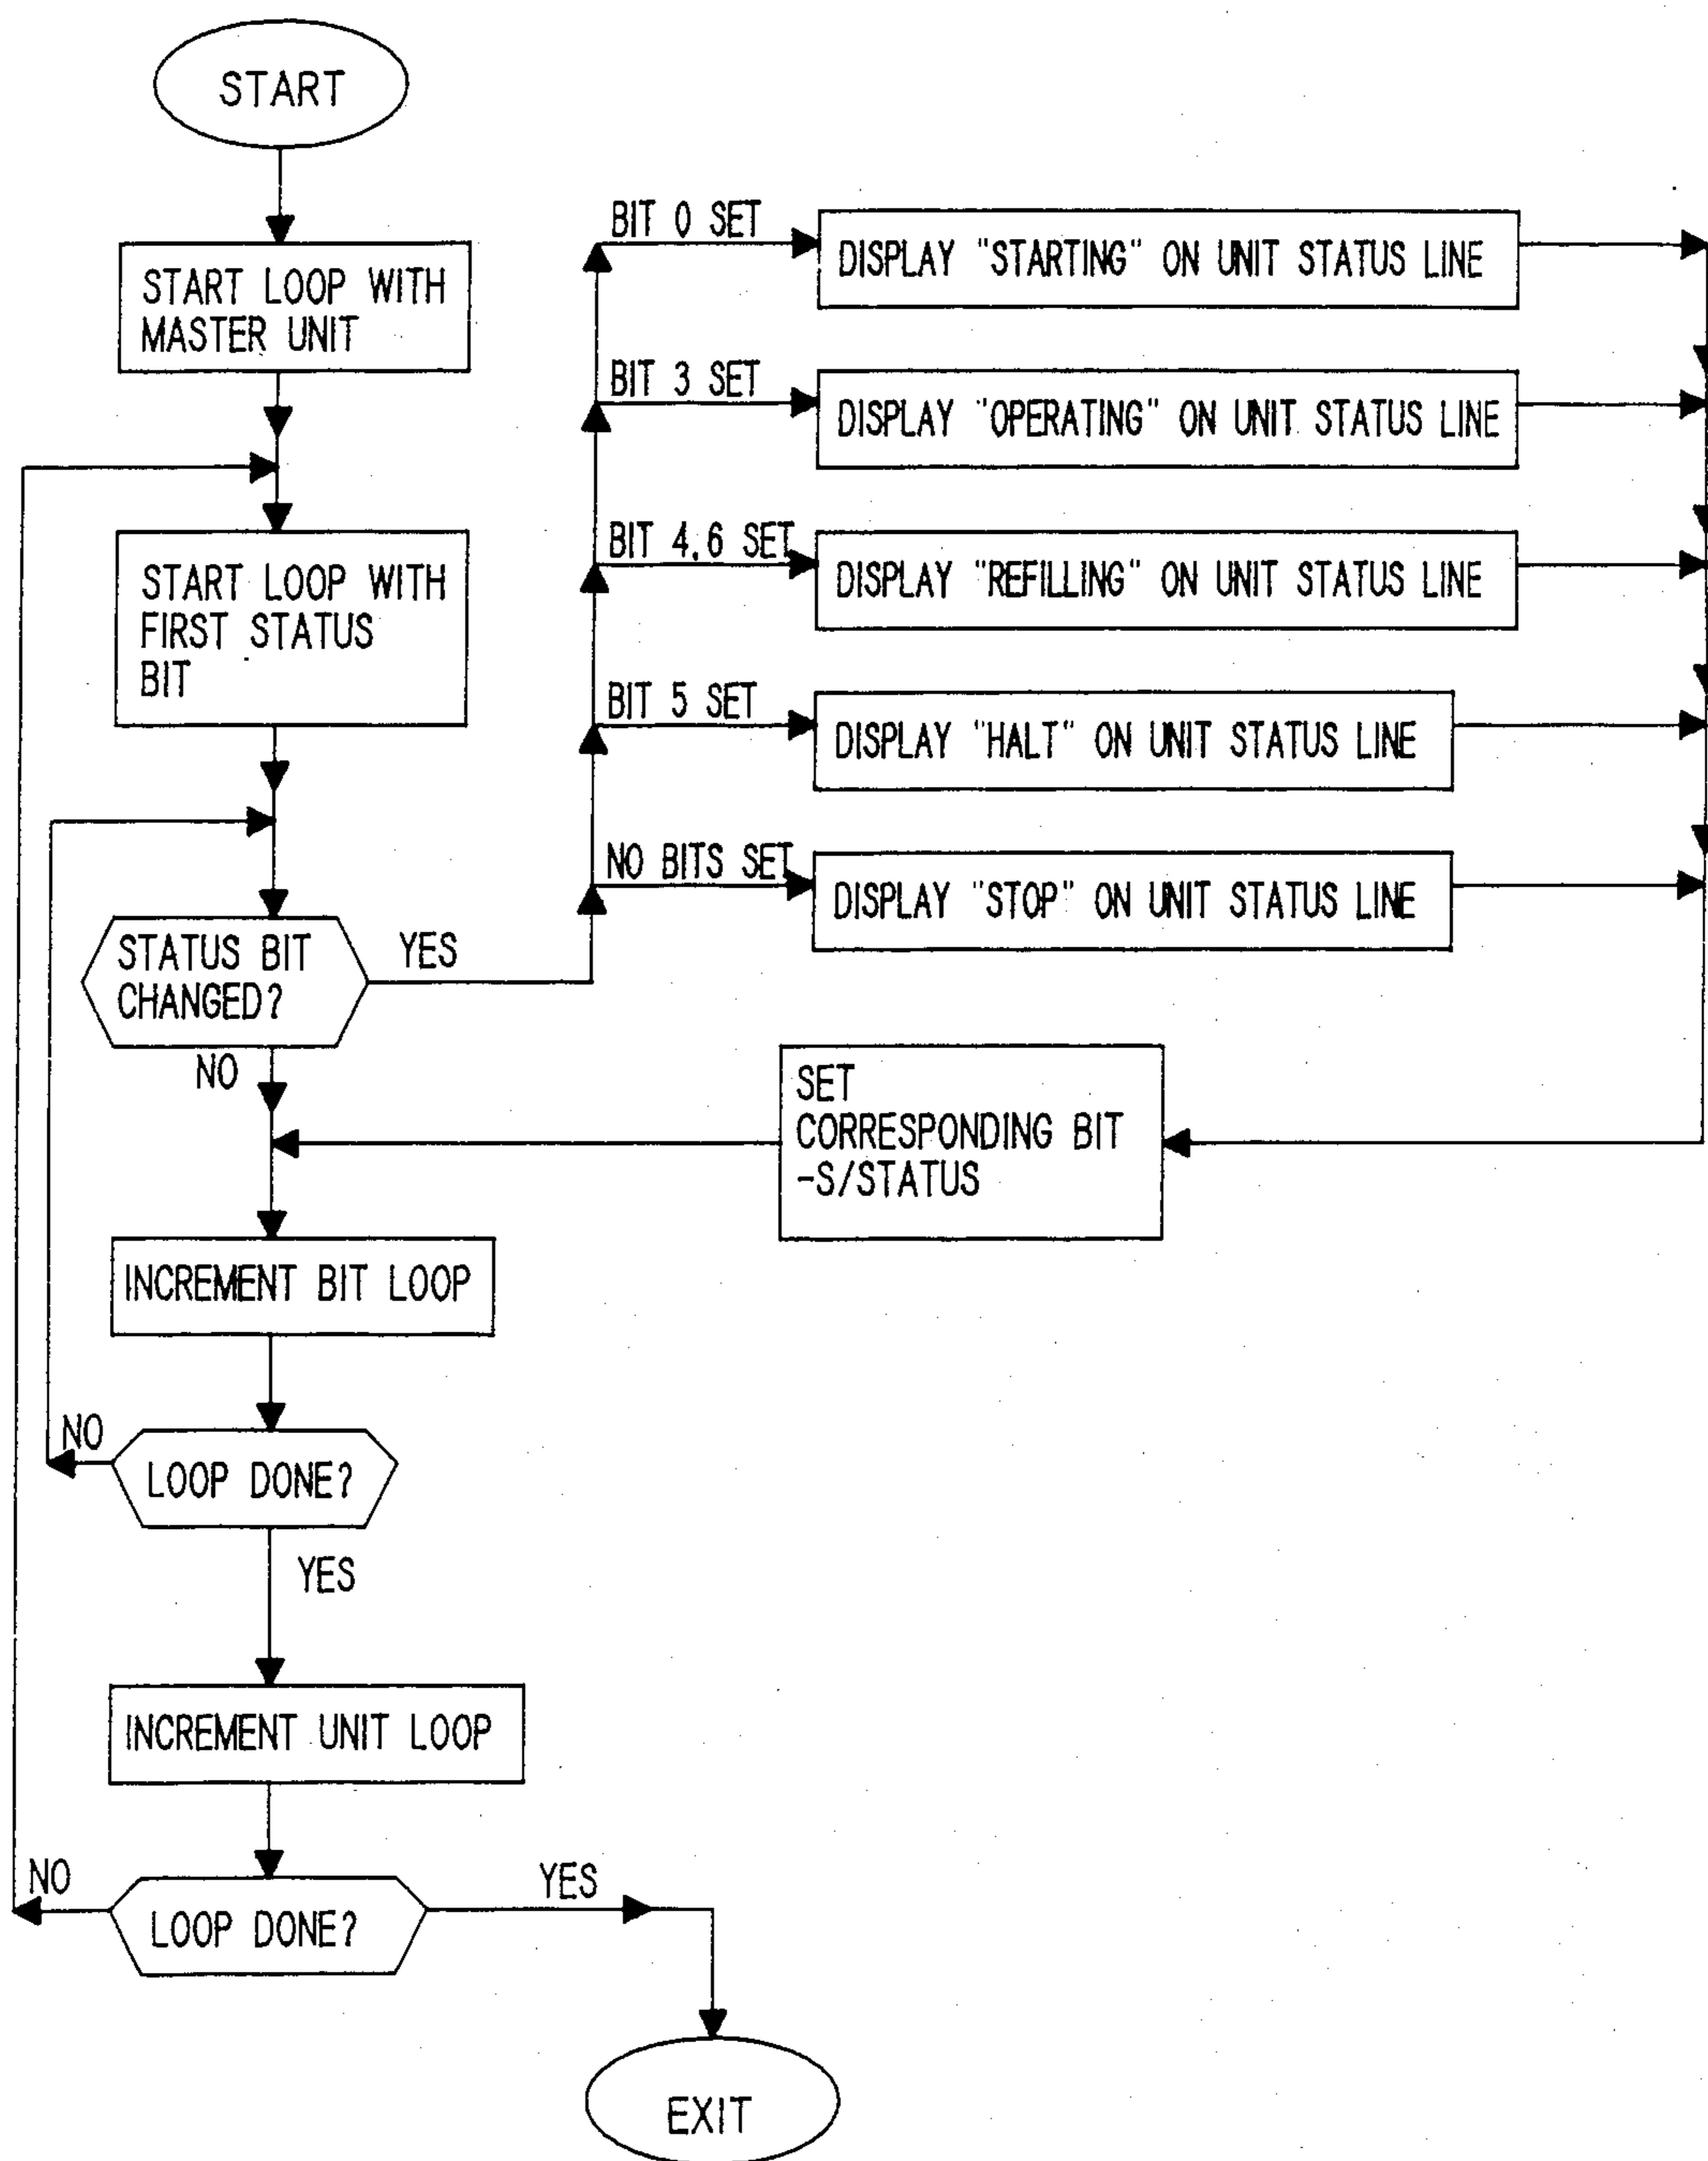 START
START LOOP WITH
MASTER UNIT
START LOOP WITH
FIRST STATUS
BIT
STATUS BIT
CHANGED?
YES
NO
BIT 0 SET
DISPLAY "STARTING" ON UNIT STATUS LINE
BIT 3 SET
DISPLAY "OPERATING" ON UNIT STATUS LINE
BIT 4,6 SET
DISPLAY "REFILLING" ON UNIT STATUS LINE
BIT 5 SET
DISPLAY "HALT" ON UNIT STATUS LINE
NO BITS SET
DISPLAY "STOP" ON UNIT STATUS LINE
SET
CORRESPONDING BIT
-S/STATUS
INCREMENT BIT LOOP
NO
LOOP DONE?
YES
INCREMENT UNIT LOOP
NO
LOOP DONE?
YES
EXIT